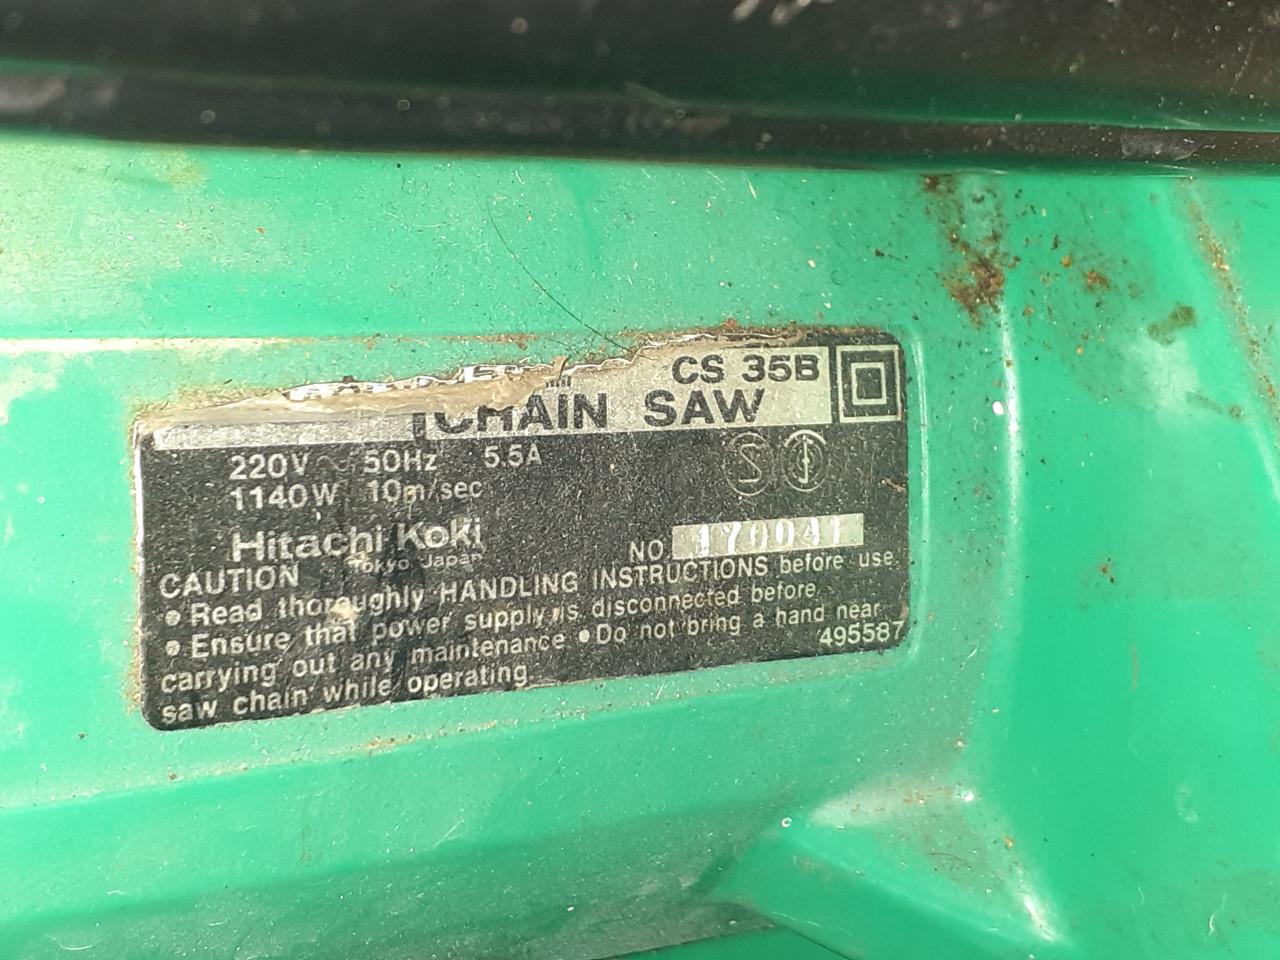 CS 35B
CHAIN SAW
220V ~ 50Hz 5.5A
1140W 10m/sec
Hitachi Koki
Tokyo Japan
NO. 170041
CAUTION
● Read thoroughly HANDLING INSTRUCTIONS before use.
● Ensure that power supply is disconnected before
carrying out any maintenance ● Do not bring a hand near
saw chain while operating.
495587